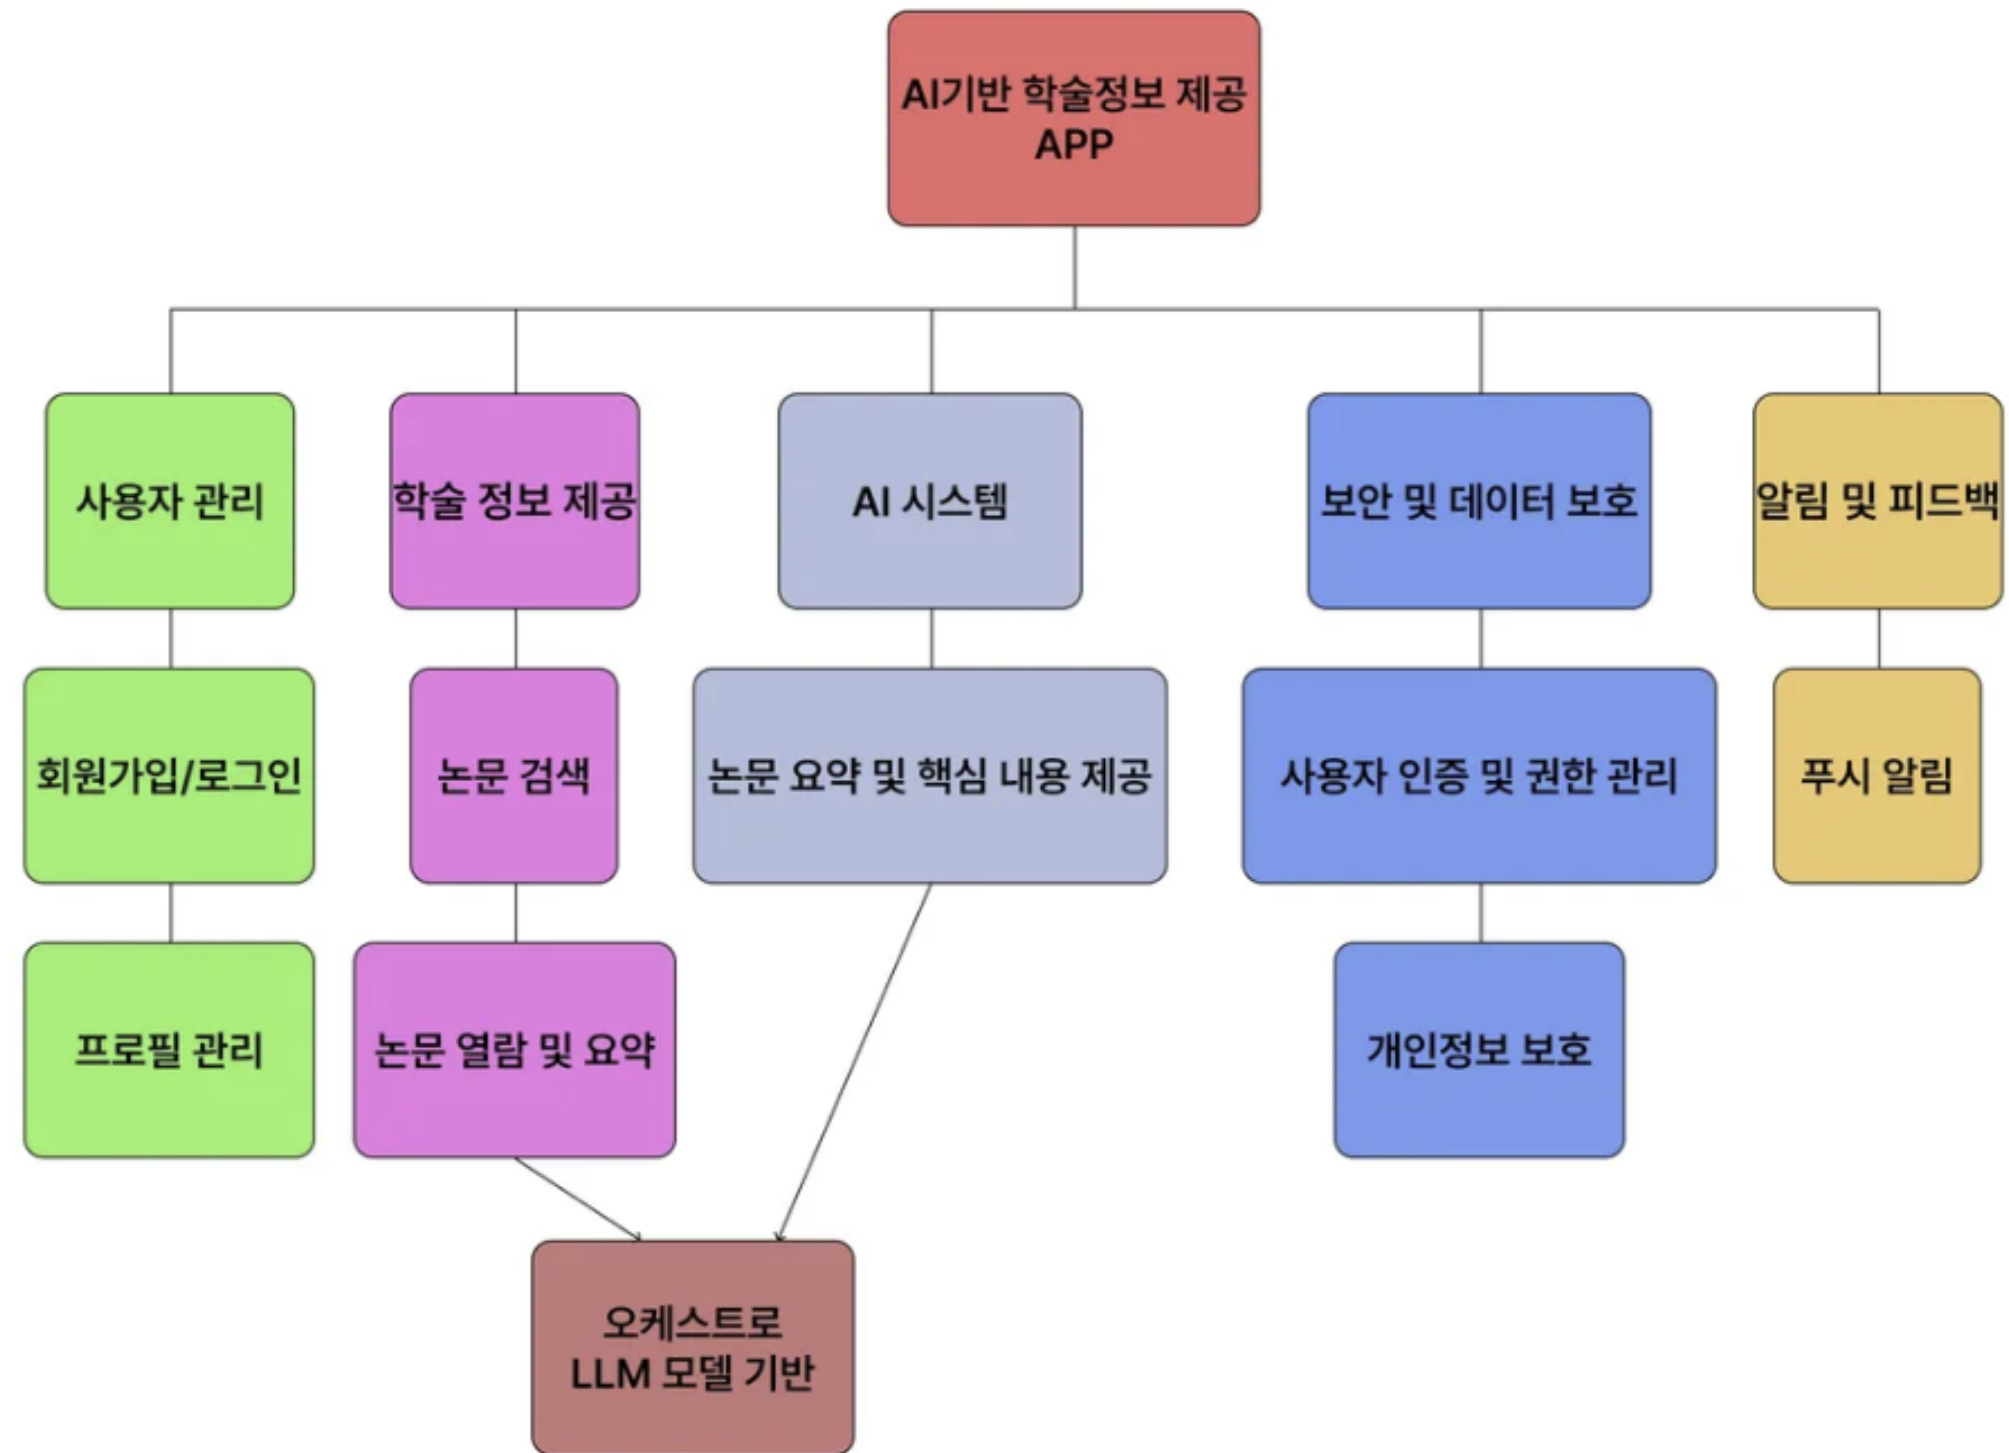 AI기반 학술정보 제공
APP
사용자 관리
학술 정보 제공
AI 시스템
보안 및 데이터 보호
알림 및 피드백
회원가입/로그인
논문 검색
논문 요약 및 핵심 내용 제공
사용자 인증 및 권한 관리
푸시 알림
프로필 관리
논문 열람 및 요약
개인정보 보호
오케스트로
LLM 모델 기반